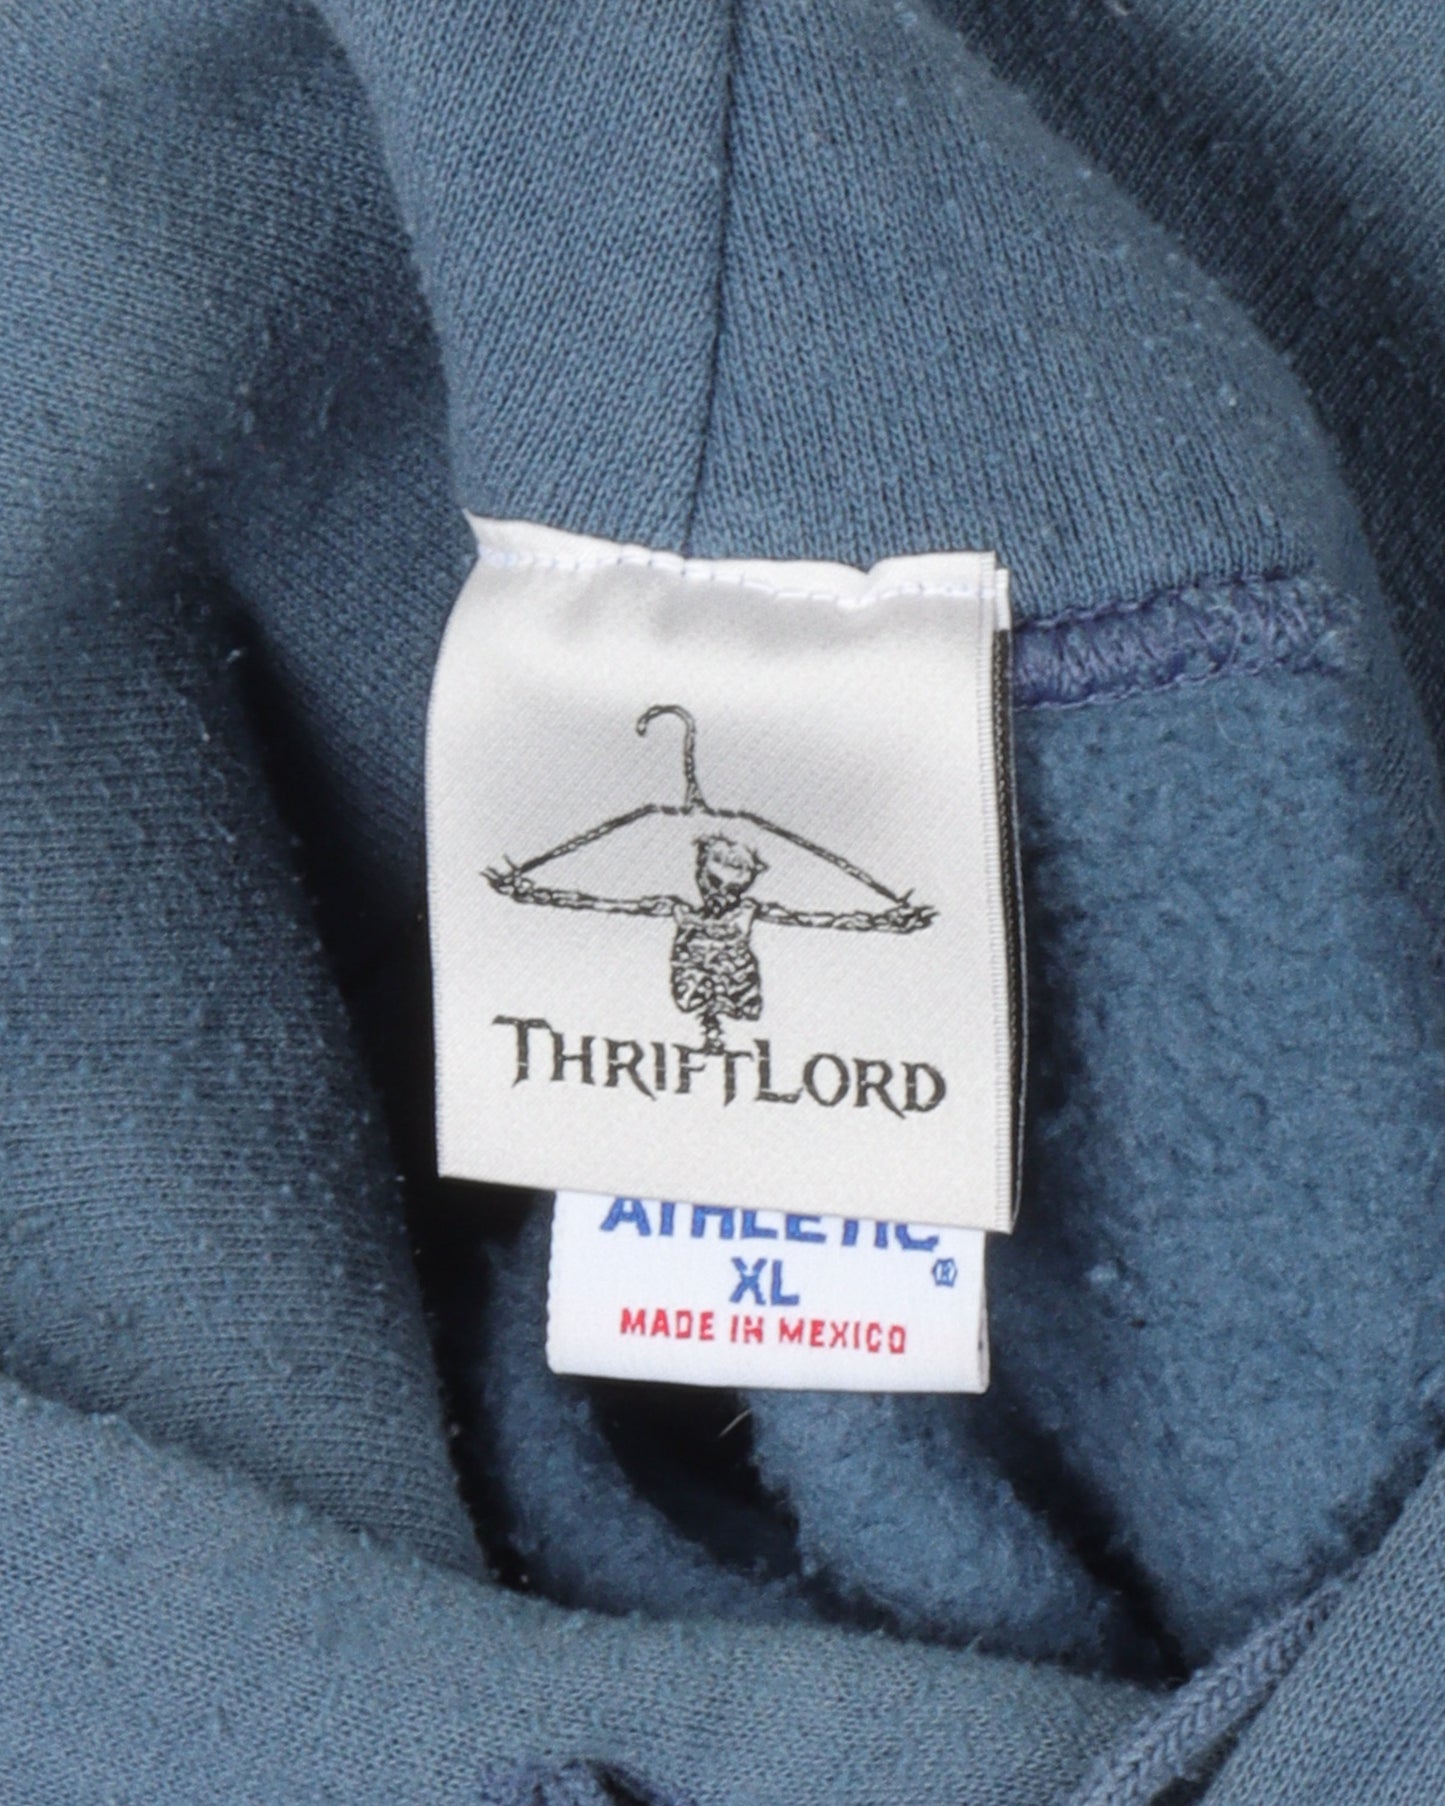 THRIFTLORD
ATHLETIC
XL ®
MADE IN MEXICO